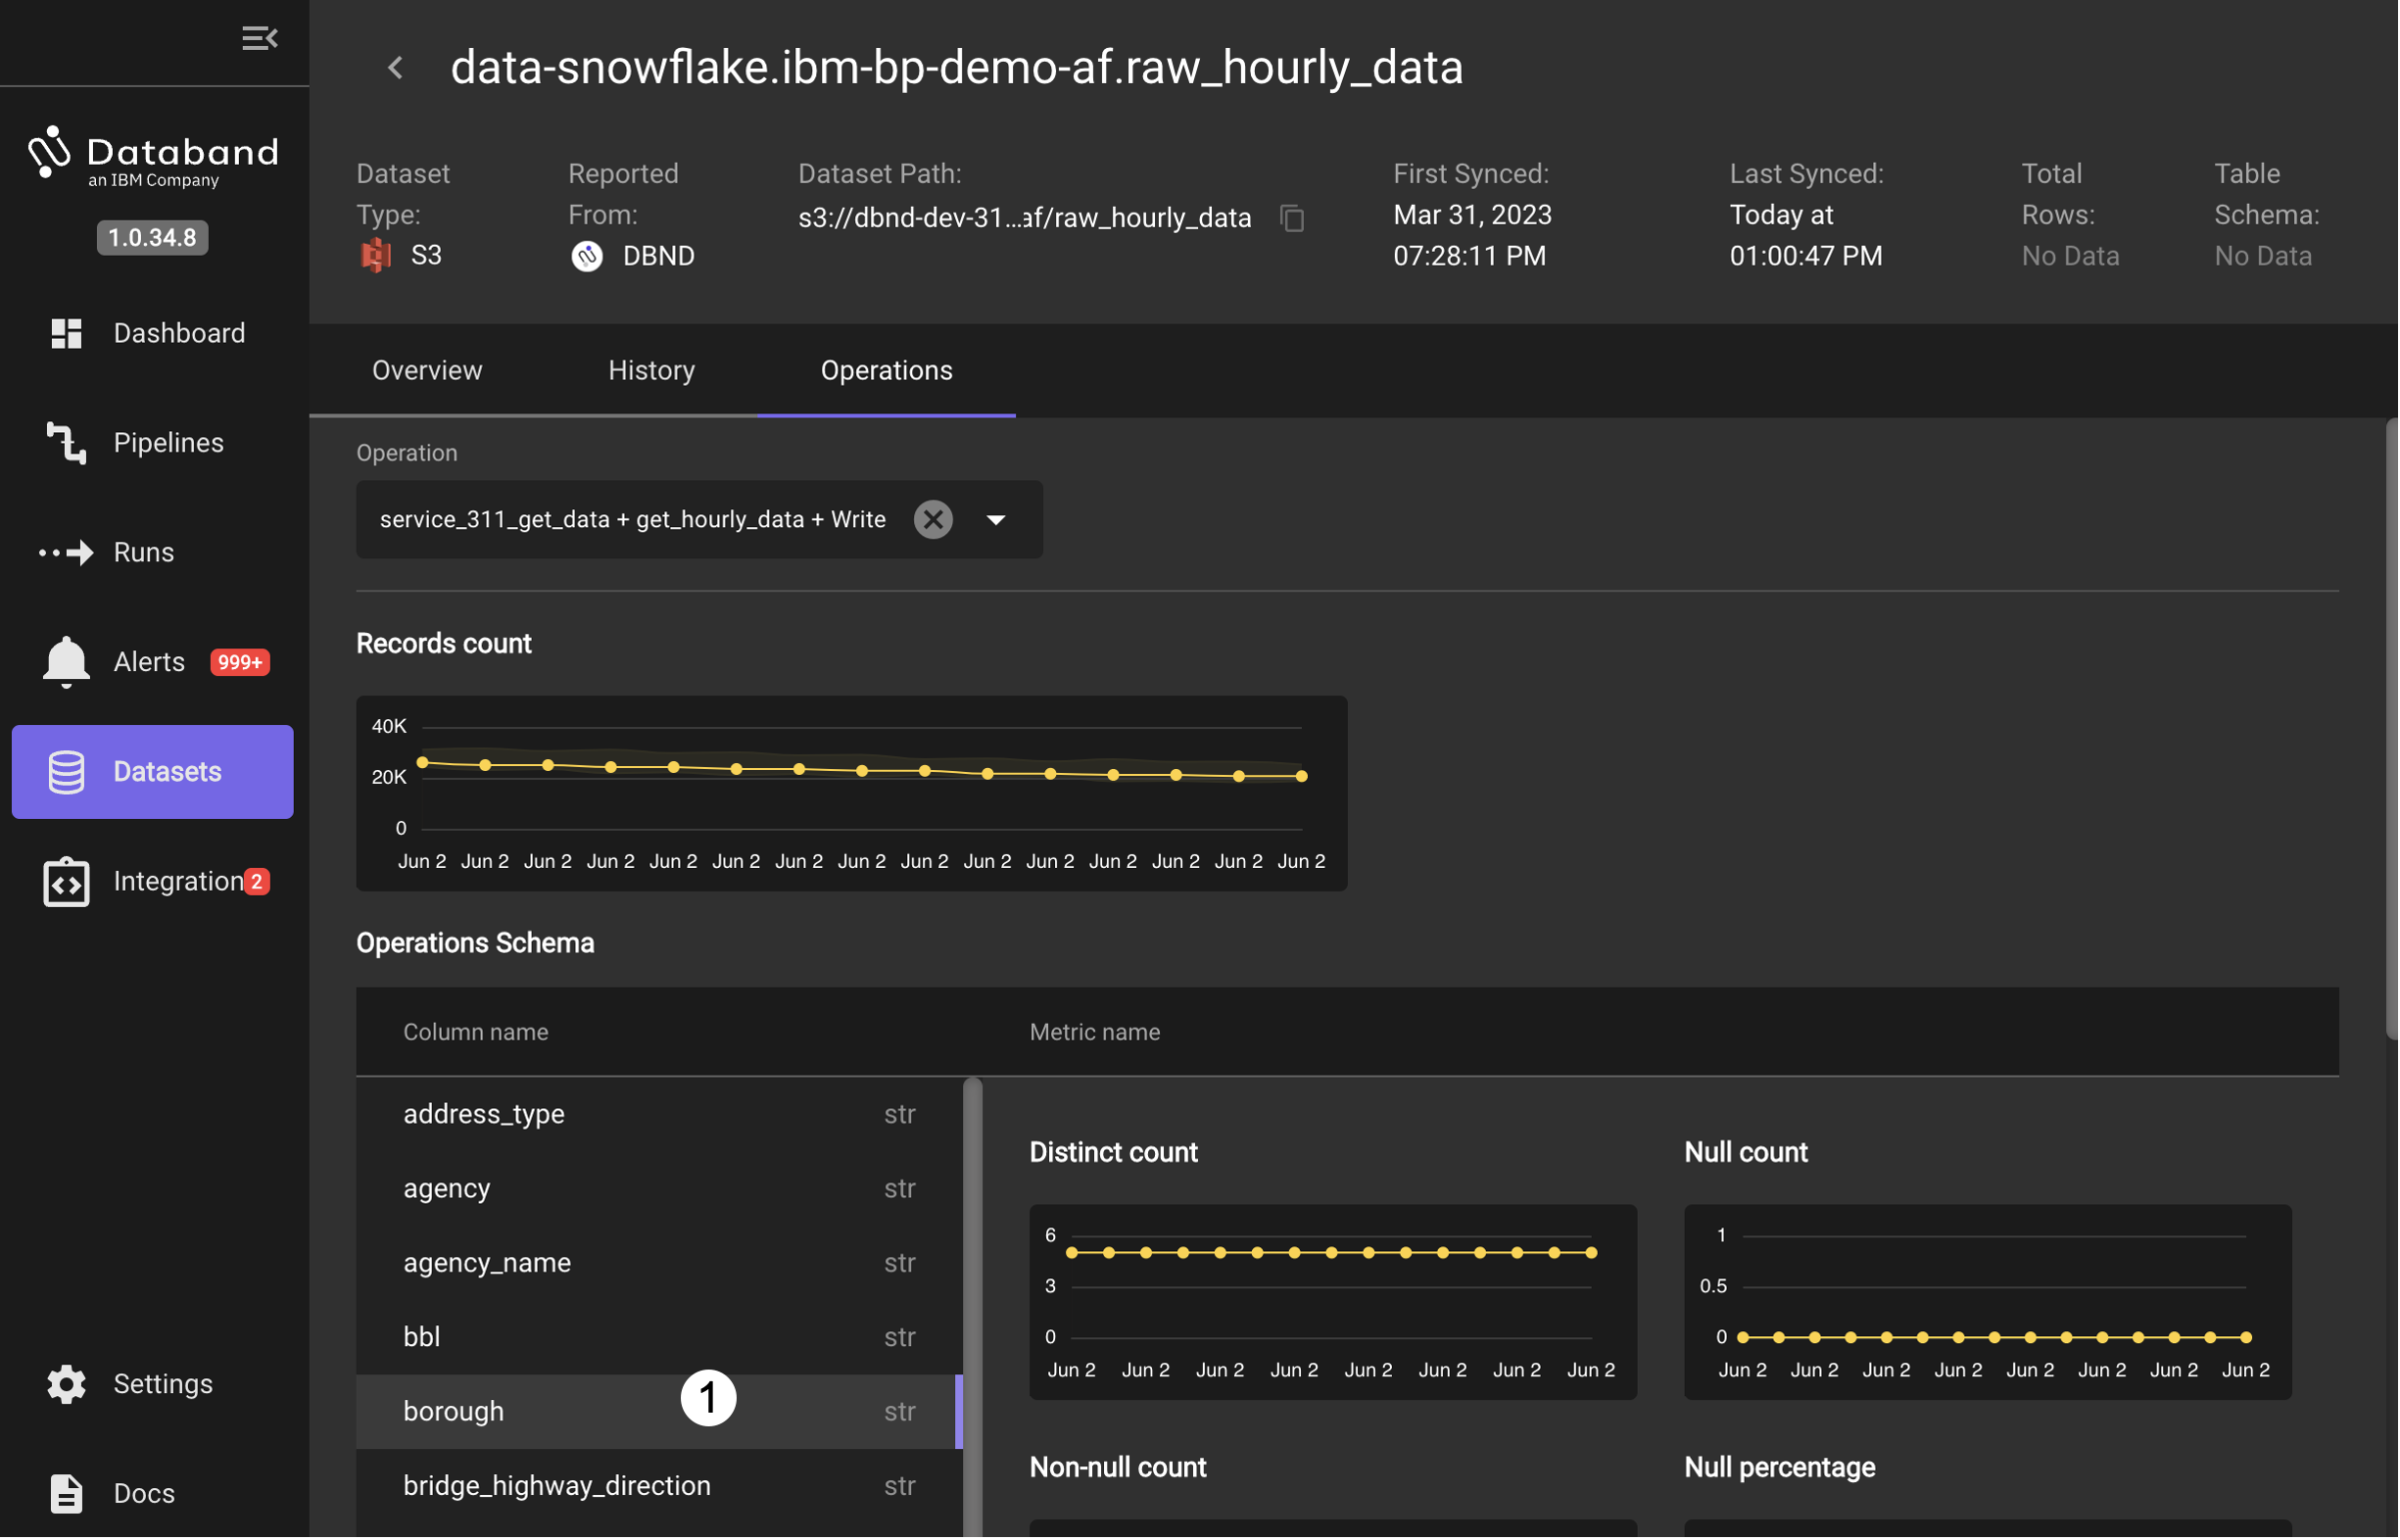 data-snowflake.ibm-bp-demo-af.raw_hourly_data
Databand
an IBM Company
1.0.34.8
Dashboard
Pipelines
Runs
Alerts 999+
Datasets
Integration 2
Settings
Docs
Dataset Type:
S3
Reported From:
DBND
Dataset Path:
s3://dbnd-dev-31...af/raw_hourly_data
First Synced:
Mar 31, 2023
07:28:11 PM
Last Synced:
Today at
01:00:47 PM
Total Rows:
No Data
Table Schema:
No Data
Overview History Operations
Operation
service_311_get_data + get_hourly_data + Write
Records count
40K
20K
0
Jun 2 Jun 2 Jun 2 Jun 2 Jun 2 Jun 2 Jun 2 Jun 2 Jun 2 Jun 2 Jun 2 Jun 2 Jun 2 Jun 2 Jun 2
Operations Schema
Column name Metric name
address_type str
agency str
agency_name str
bbl str
borough 1 str
bridge_highway_direction str
Distinct count
6
3
0
Jun 2 Jun 2 Jun 2 Jun 2 Jun 2 Jun 2 Jun 2 Jun 2
Null count
1
0.5
0
Jun 2 Jun 2 Jun 2 Jun 2 Jun 2 Jun 2 Jun 2 Jun 2
Non-null count
Null percentage